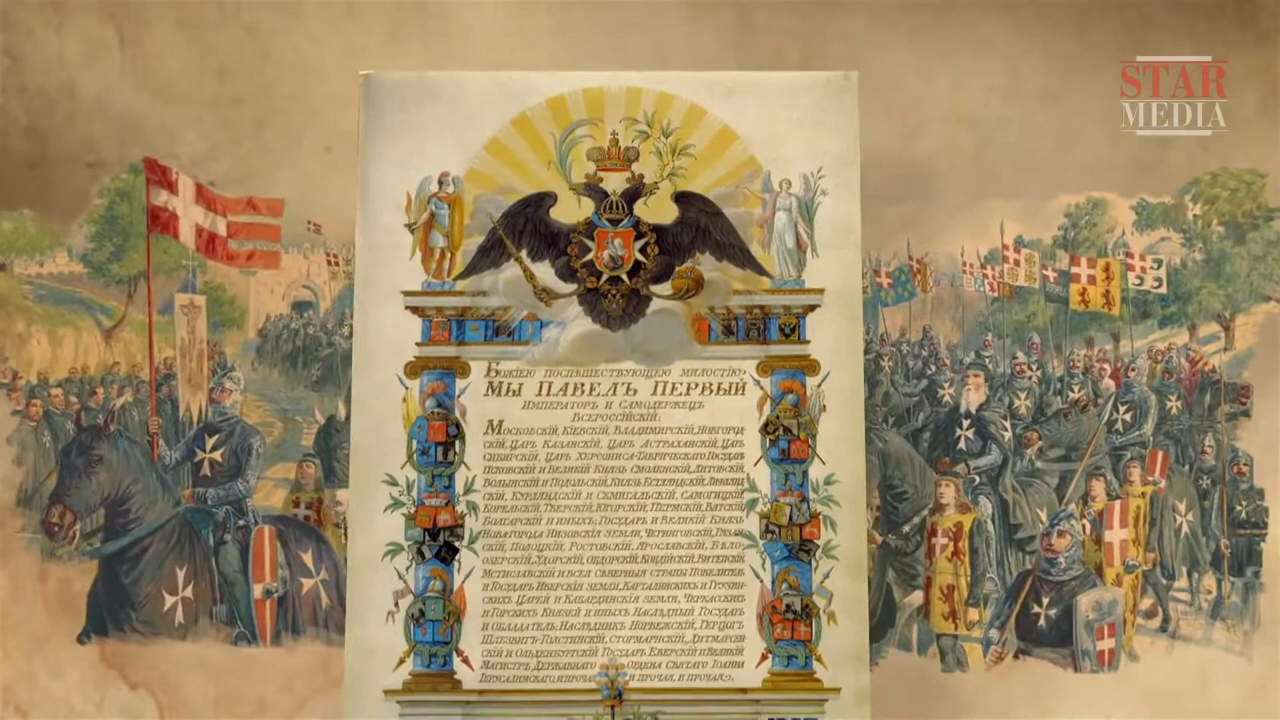 STAR
MEDIA
Божіею поспѣшествующею милостію
Мы Павелъ Первый
Императоръ и Самодержецъ
Всероссійскій:
Московскій, Кіевскій, Владимирскій, Новгород-
скій, Царь Казанскій, Царь Астраханскій, Царь
Сибирскій, Царь Херсониса-Таврическаго Государь
Псковскій и Великій Князь Смоленскій, Литовскій,
Волынскій и Подольскій, Князь Естляндскій, Лифлянд
скій, Курляндскій и Семигальскій, Самогицкій,
Корельскій, Тверскій, Югорскій, Пермскій, Вятскій
Болгарскій и иныхъ; Государь и Великій Князь
Новагорода Низовскія земли, Черниговскій, Рязан
скій, Полоцкій, Ростовскій, Ярославскій, Бѣло-
озерскій, Удорскій, Обдорскій, Кондійскій, Витепскій
Мстиславскій и всея Сѣверныя страны Повелитель
и Государь Иверскія земли, Карталинскихъ и Грузин-
скихъ Царей и Кабардинскія земли, Черкасскихъ
и Горскихъ Князей и иныхъ Наслѣдный Государь
и Обладатель; Наслѣдникъ Норвежскій, Герцогъ
Шлезвигъ-Голстинскій, Стормарнскій, Дитмарсен-
скій и Ольденбургскій Государь Еверскій и Великій
Магистръ Державнаго Ордена Святаго Іоанна
Іерусалимскаго, и прочая, и прочая, и прочая.